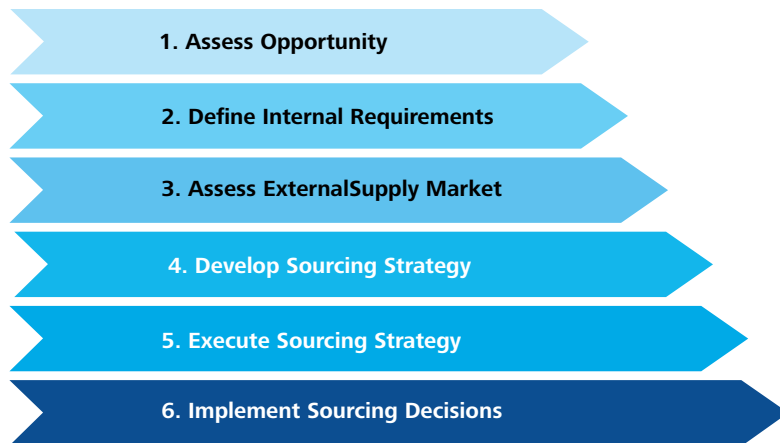 1. Assess Opportunity
2. Define Internal Requirements
3. Assess ExternalSupply Market
4. Develop Sourcing Strategy
5. Execute Sourcing Strategy
6. Implement Sourcing Decisions